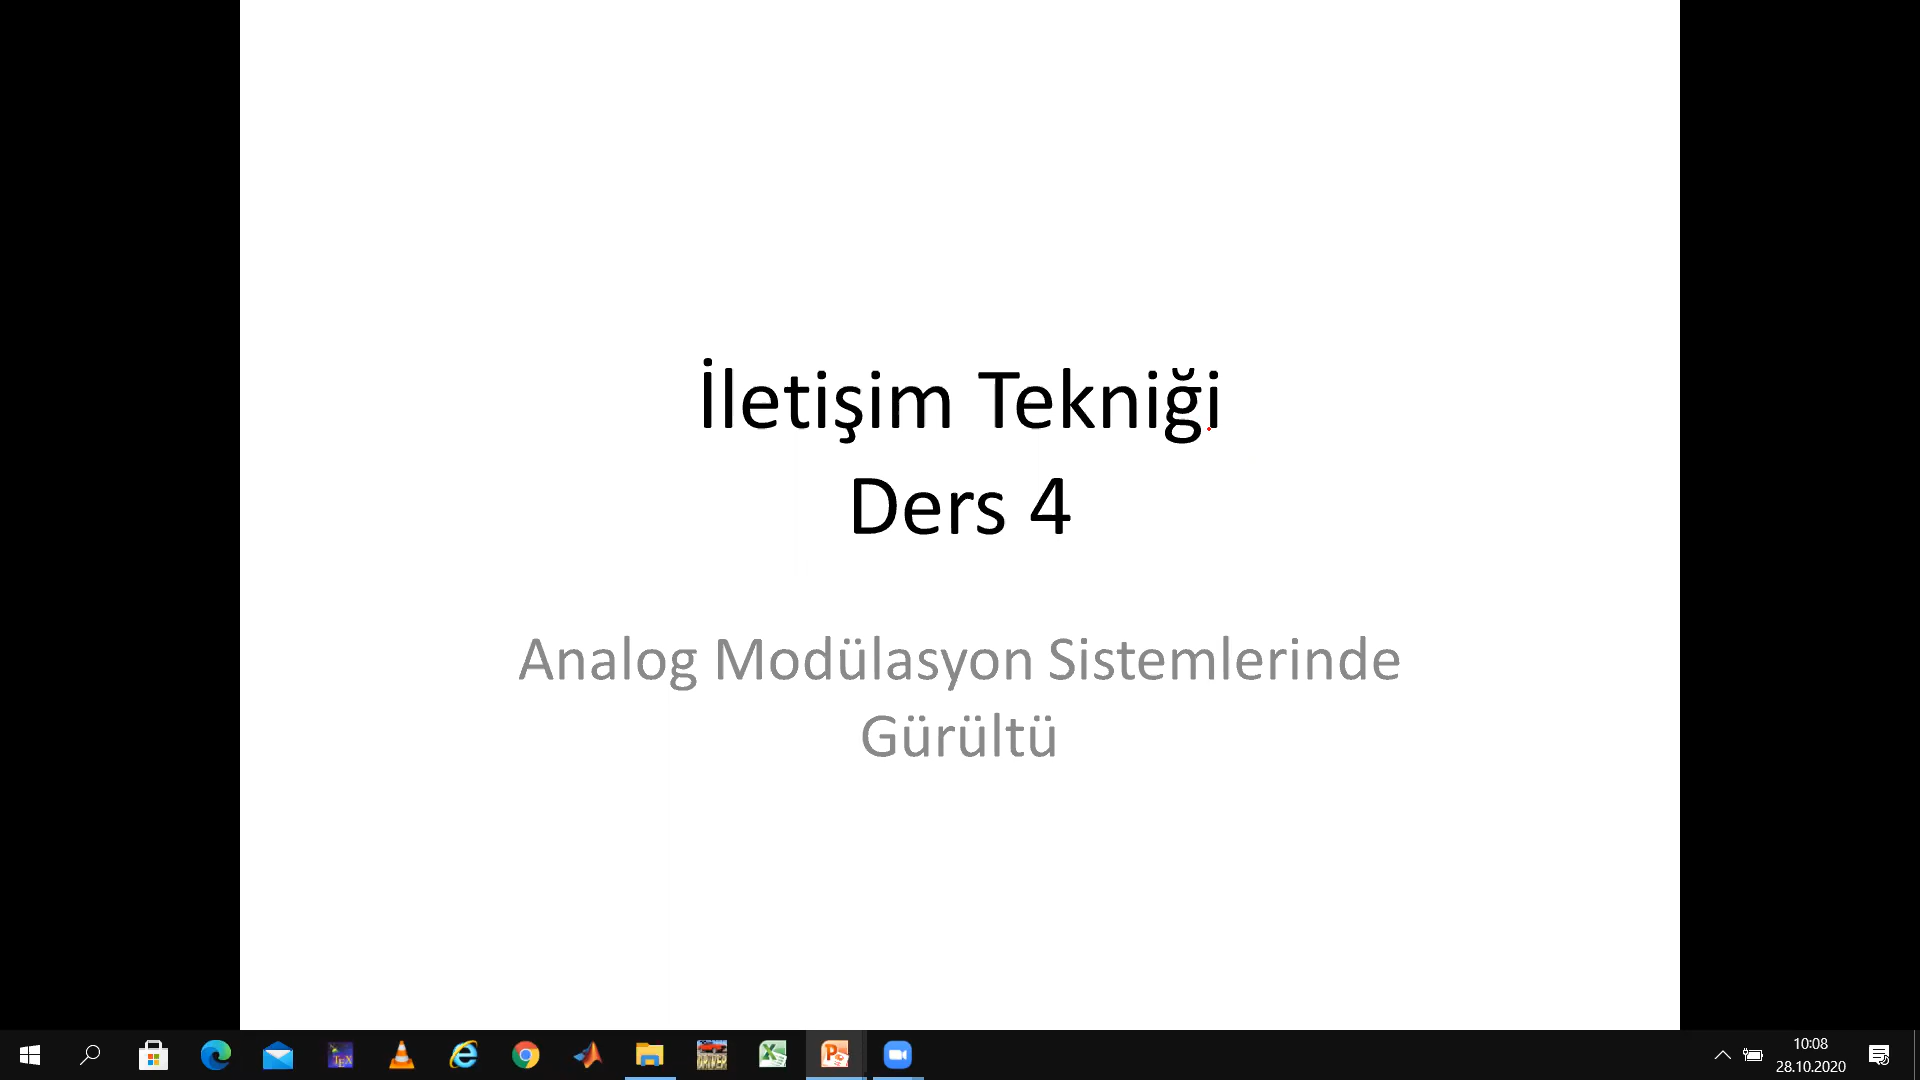 İletişim Tekniği
Ders 4
Analog Modülasyon Sistemlerinde
Gürültü
10:08
28.10.2020